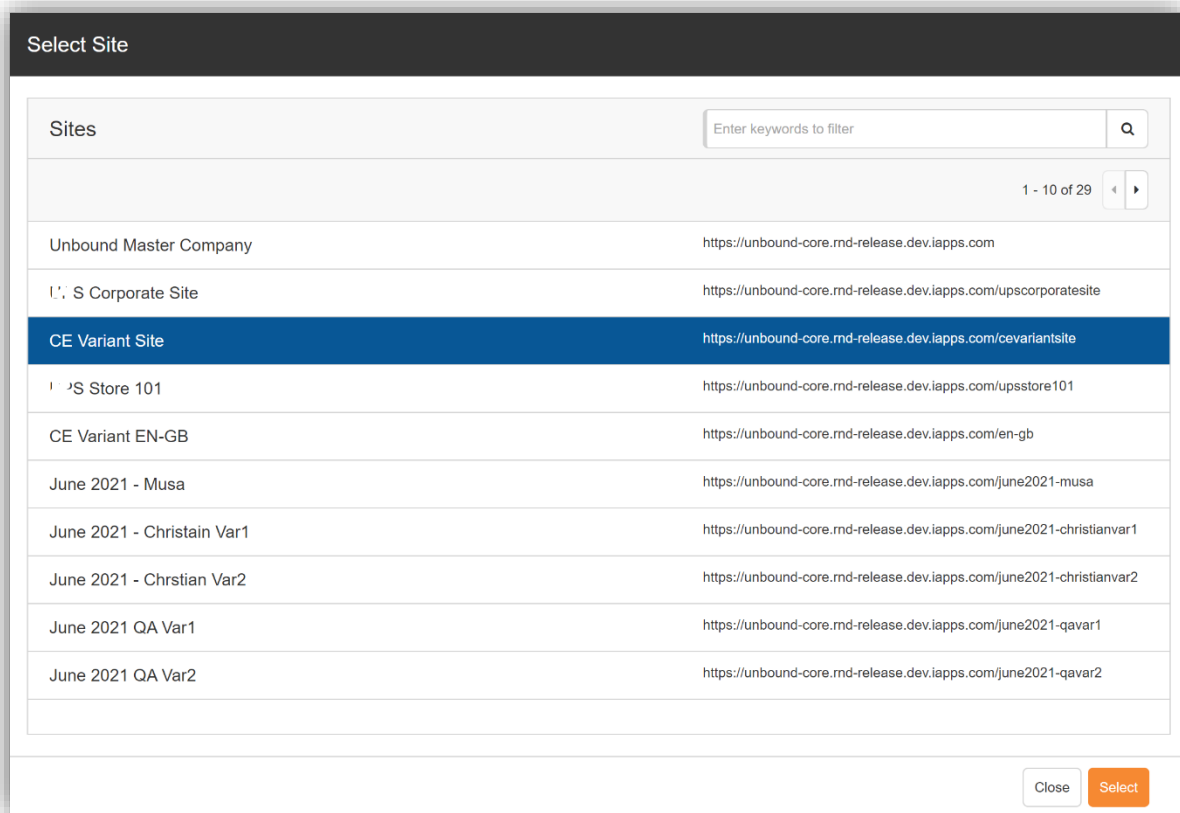 Select Site
Sites
Enter keywords to filter
1 - 10 of 29
Unbound Master Company https://unbound-core.rnd-release.dev.iapps.com
S Corporate Site https://unbound-core.rnd-release.dev.iapps.com/upscorporatesite
CE Variant Site https://unbound-core.rnd-release.dev.iapps.com/cevariantsite
Store 101 https://unbound-core.rnd-release.dev.iapps.com/upsstore101
CE Variant EN-GB https://unbound-core.rnd-release.dev.iapps.com/en-gb
June 2021 - Musa https://unbound-core.rnd-release.dev.iapps.com/june2021-musa
June 2021 - Christain Var1 https://unbound-core.rnd-release.dev.iapps.com/june2021-christianvar1
June 2021 - Chrstian Var2 https://unbound-core.rnd-release.dev.iapps.com/june2021-christianvar2
June 2021 QA Var1 https://unbound-core.rnd-release.dev.iapps.com/june2021-qavar1
June 2021 QA Var2 https://unbound-core.rnd-release.dev.iapps.com/june2021-qavar2
Close Select